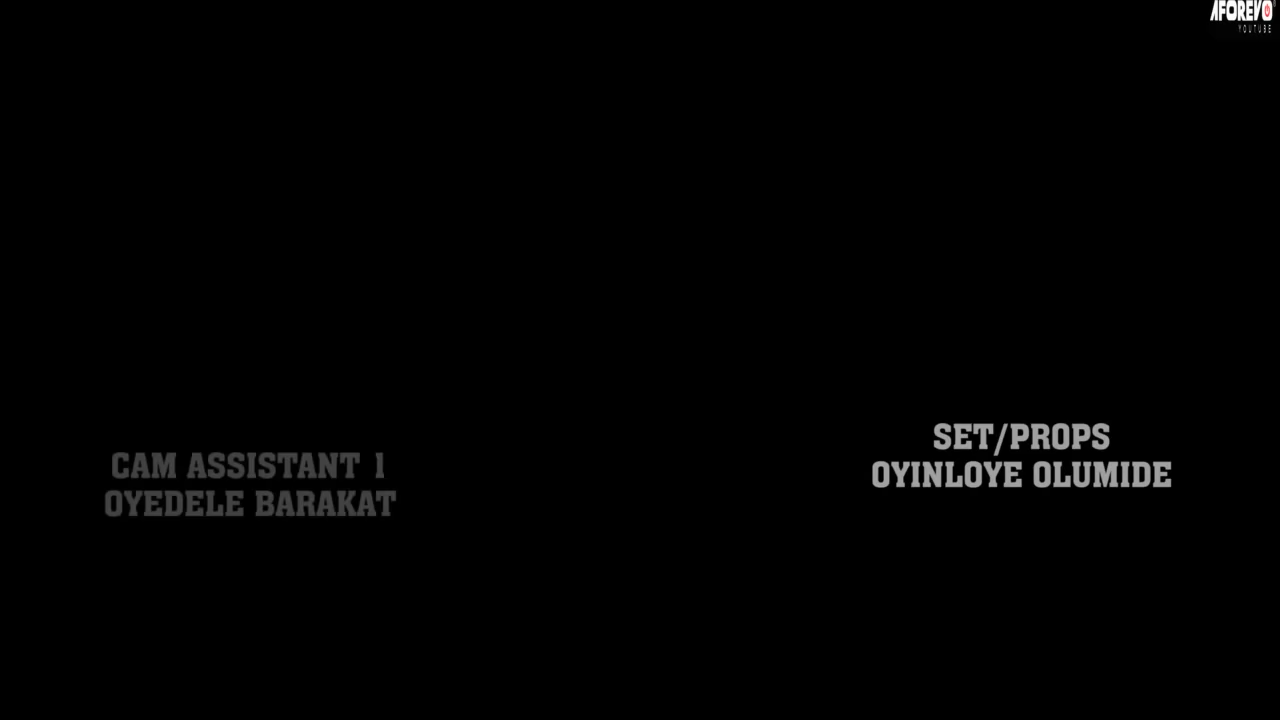 AFOREVO
YOUTUBE
SET/PROPS
OYINLOYE OLUMIDE
CAM ASSISTANT 1
OYEDELE BARAKAT